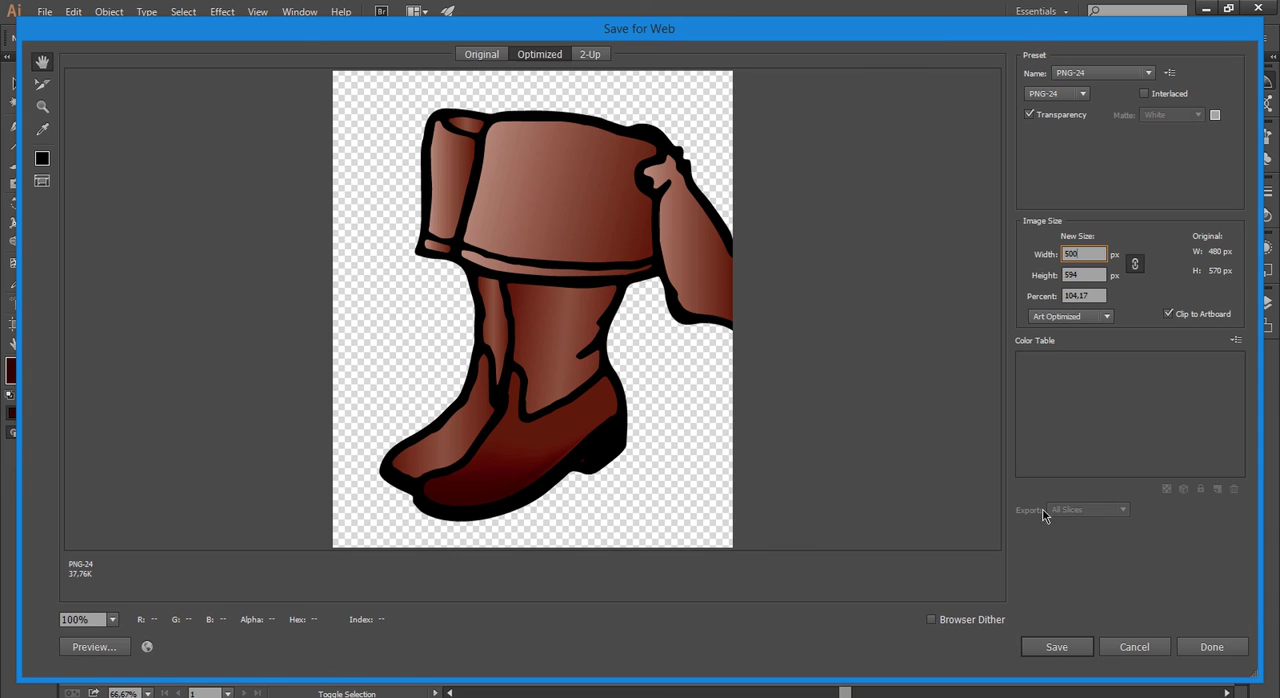 Ai File Edit Object Type Select Effect View Window Help Br Essentials
Save for Web
Original Optimized 2-Up
Preset
Name: PNG-24
PNG-24 Interlaced
Transparency Matte: White
Image Size
New Size: Original:
Width: 500 px W: 480 px
Height: 594 px H: 570 px
Percent: 104,17
Art Optimized Clip to Artboard
Color Table
Export: All Slices
PNG-24
37,76K
100% R: -- G: -- B: -- Alpha: -- Hex: -- Index: -- Browser Dither
Preview... Save Cancel Done
66,67% 1 Toggle Selection